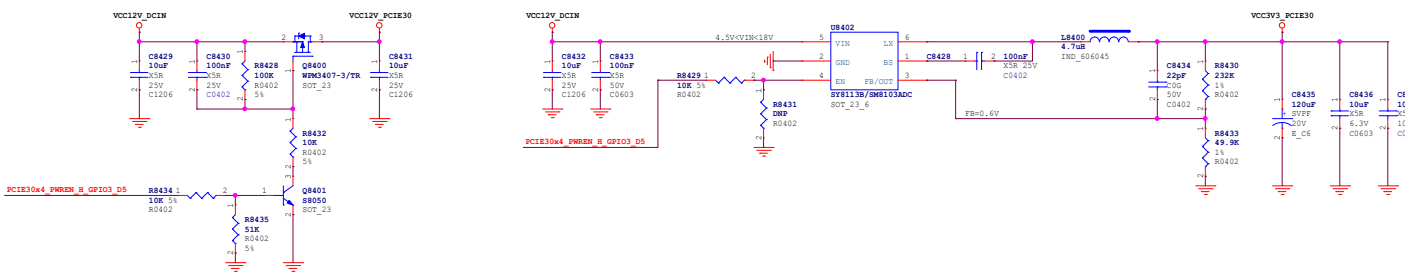 VCC12V_DCIN
VCC12V_PCIE30
2
3
C8429
10uF
X5R
25V
C1206
C8430
100nF
X5R
25V
C0402
R8428
100K
R0402
5%
Q8400
WPM3407-3/TR
SOT_23
C8431
10uF
X5R
25V
C1206
R8432
10K
R0402
5%
PCIE30x4_PWREN_H_GPIO3_D5
R8434
10K 5%
R0402
1
2
1
3
2
Q8401
S8050
SOT_23
R8435
51K
R0402
5%
VCC12V_DCIN
C8432
10uF
X5R
25V
C1206
C8433
100nF
X5R
50V
C0603
4.5V<VIN<18V
U8402
5
VIN
LX
6
2
GND
BS
1
4
EN
FB/OUT
3
SY8113B/SM8103ADC
SOT_23_6
R8429
10K 5%
R0402
1
2
R8431
DNP
R0402
PCIE30x4_PWREN_H_GPIO3_D5
C8428
1
2
100nF
X5R 25V
C0402
L8400
4.7uH
IND_606045
FB=0.6V
VCC3V3_PCIE30
C8434
22pF
C0G
50V
C0402
R8430
232K
1%
R0402
R8433
49.9K
1%
R0402
C8435
120uF
SVPF
20V
E_C6
C8436
10uF
X5R
6.3V
C0603